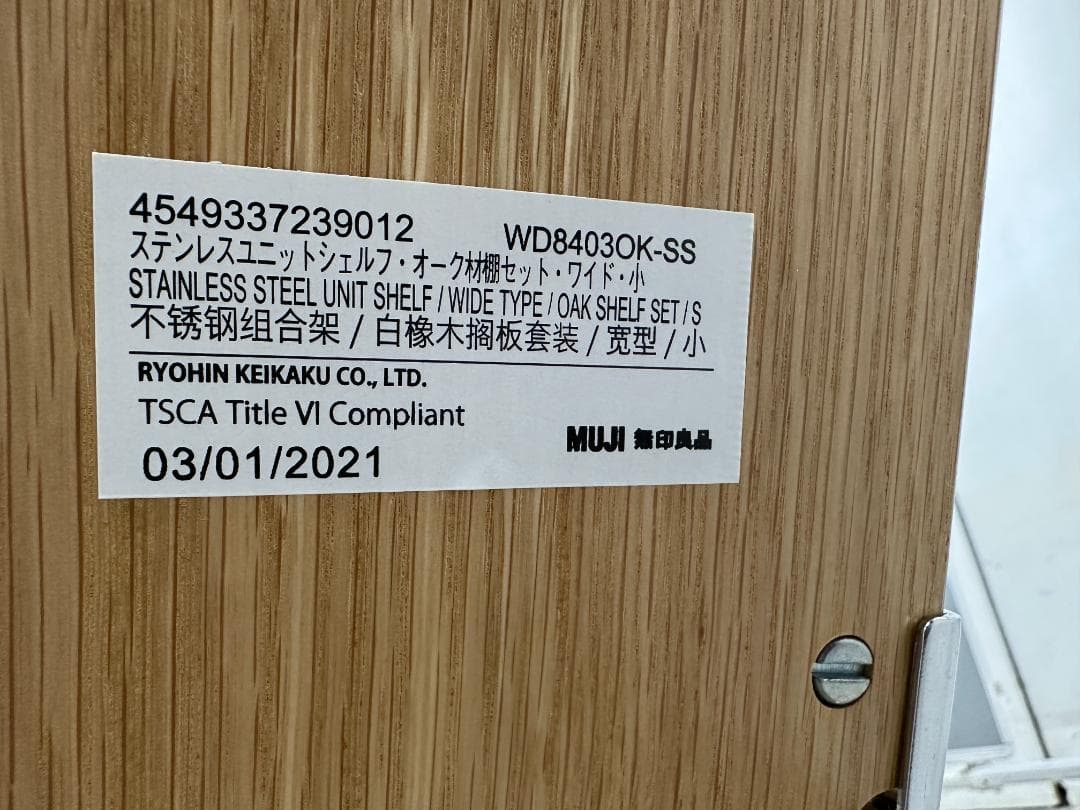 4549337239012 WD8403OK-SS
ステンレスユニットシェルフ・オーク材棚セット・ワイド・小
STAINLESS STEEL UNIT SHELF / WIDE TYPE / OAK SHELF SET / S
不锈钢组合架 / 白橡木搁板套装 / 宽型 / 小
RYOHIN KEIKAKU CO., LTD.
TSCA Title VI Compliant
MUJI 無印良品
03/01/2021